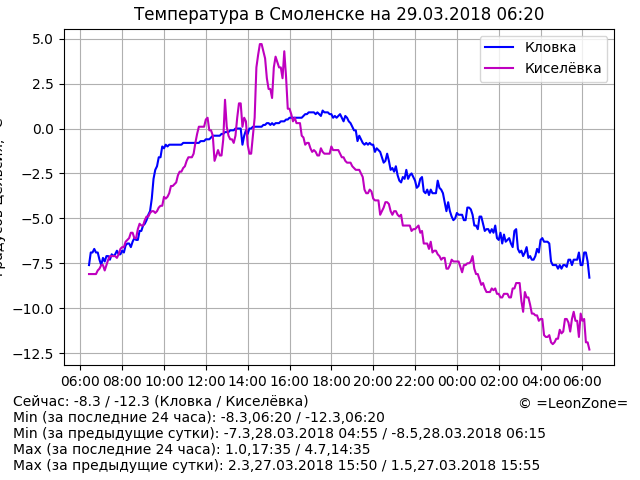 Температура в Смоленске на 29.03.2018 06:20
5.0
2.5
0.0
−2.5
−5.0
−7.5
−10.0
−12.5
Кловка
Киселёвка
06:00 08:00 10:00 12:00 14:00 16:00 18:00 20:00 22:00 00:00 02:00 04:00 06:00
Сейчас: -8.3 / -12.3 (Кловка / Киселёвка)
© =LeonZone=
Min (за последние 24 часа): -8.3,06:20 / -12.3,06:20
Min (за предыдущие сутки): -7.3,28.03.2018 04:55 / -8.5,28.03.2018 06:15
Max (за последние 24 часа): 1.0,17:35 / 4.7,14:35
Max (за предыдущие сутки): 2.3,27.03.2018 15:50 / 1.5,27.03.2018 15:55